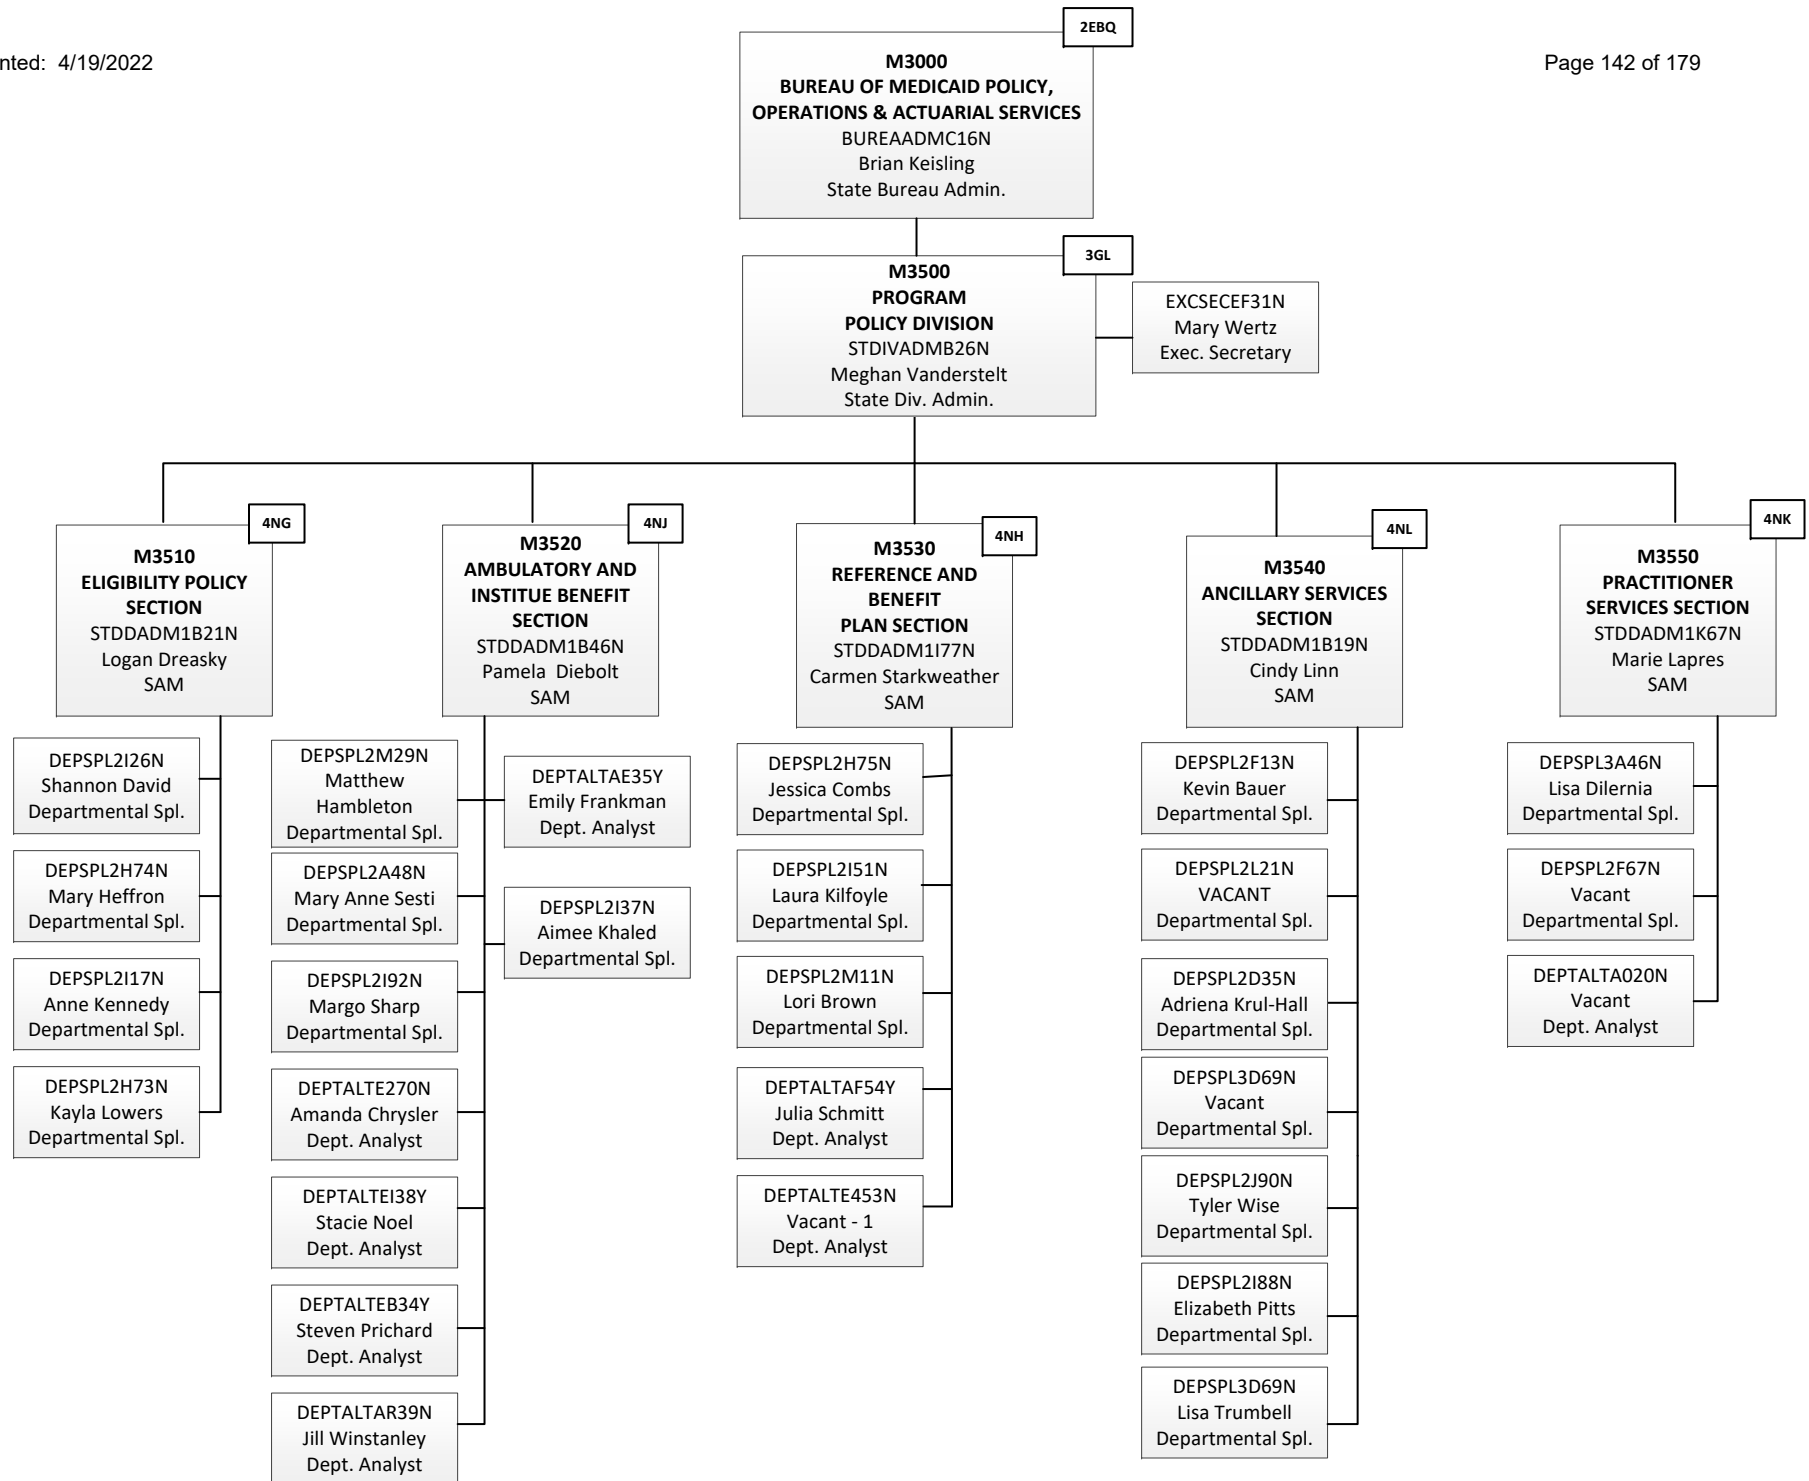 nted: 4/19/2022
Page 142 of 179
2EBQ
M3000
BUREAU OF MEDICAID POLICY,
OPERATIONS & ACTUARIAL SERVICES
BUREAADMC16N
Brian Keisling
State Bureau Admin.
3GL
M3500
PROGRAM
POLICY DIVISION
STDIVADMB26N
Meghan Vanderstelt
State Div. Admin.
EXCSECEF31N
Mary Wertz
Exec. Secretary
4NG
M3510
ELIGIBILITY POLICY
SECTION
STDDADM1B21N
Logan Dreasky
SAM
DEPSPL2I26N
Shannon David
Departmental Spl.
DEPSPL2H74N
Mary Heffron
Departmental Spl.
DEPSPL2I17N
Anne Kennedy
Departmental Spl.
DEPSPL2H73N
Kayla Lowers
Departmental Spl.
4NJ
M3520
AMBULATORY AND
INSTITUE BENEFIT
SECTION
STDDADM1B46N
Pamela  Diebolt
SAM
DEPSPL2M29N
Matthew
Hambleton
Departmental Spl.
DEPTALTAE35Y
Emily Frankman
Dept. Analyst
DEPSPL2A48N
Mary Anne Sesti
Departmental Spl.
DEPSPL2I37N
Aimee Khaled
Departmental Spl.
DEPSPL2I92N
Margo Sharp
Departmental Spl.
DEPTALTE270N
Amanda Chrysler
Dept. Analyst
DEPTALTEI38Y
Stacie Noel
Dept. Analyst
DEPTALTEB34Y
Steven Prichard
Dept. Analyst
DEPTALTAR39N
Jill Winstanley
Dept. Analyst
4NH
M3530
REFERENCE AND
BENEFIT
PLAN SECTION
STDDADM1I77N
Carmen Starkweather
SAM
DEPSPL2H75N
Jessica Combs
Departmental Spl.
DEPSPL2I51N
Laura Kilfoyle
Departmental Spl.
DEPSPL2M11N
Lori Brown
Departmental Spl.
DEPTALTAF54Y
Julia Schmitt
Dept. Analyst
DEPTALTE453N
Vacant - 1
Dept. Analyst
4NL
M3540
ANCILLARY SERVICES
SECTION
STDDADM1B19N
Cindy Linn
SAM
DEPSPL2F13N
Kevin Bauer
Departmental Spl.
DEPSPL2L21N
VACANT
Departmental Spl.
DEPSPL2D35N
Adriena Krul-Hall
Departmental Spl.
DEPSPL3D69N
Vacant
Departmental Spl.
DEPSPL2J90N
Tyler Wise
Departmental Spl.
DEPSPL2I88N
Elizabeth Pitts
Departmental Spl.
DEPSPL3D69N
Lisa Trumbell
Departmental Spl.
4NK
M3550
PRACTITIONER
SERVICES SECTION
STDDADM1K67N
Marie Lapres
SAM
DEPSPL3A46N
Lisa Dilernia
Departmental Spl.
DEPSPL2F67N
Vacant
Departmental Spl.
DEPTALTA020N
Vacant
Dept. Analyst